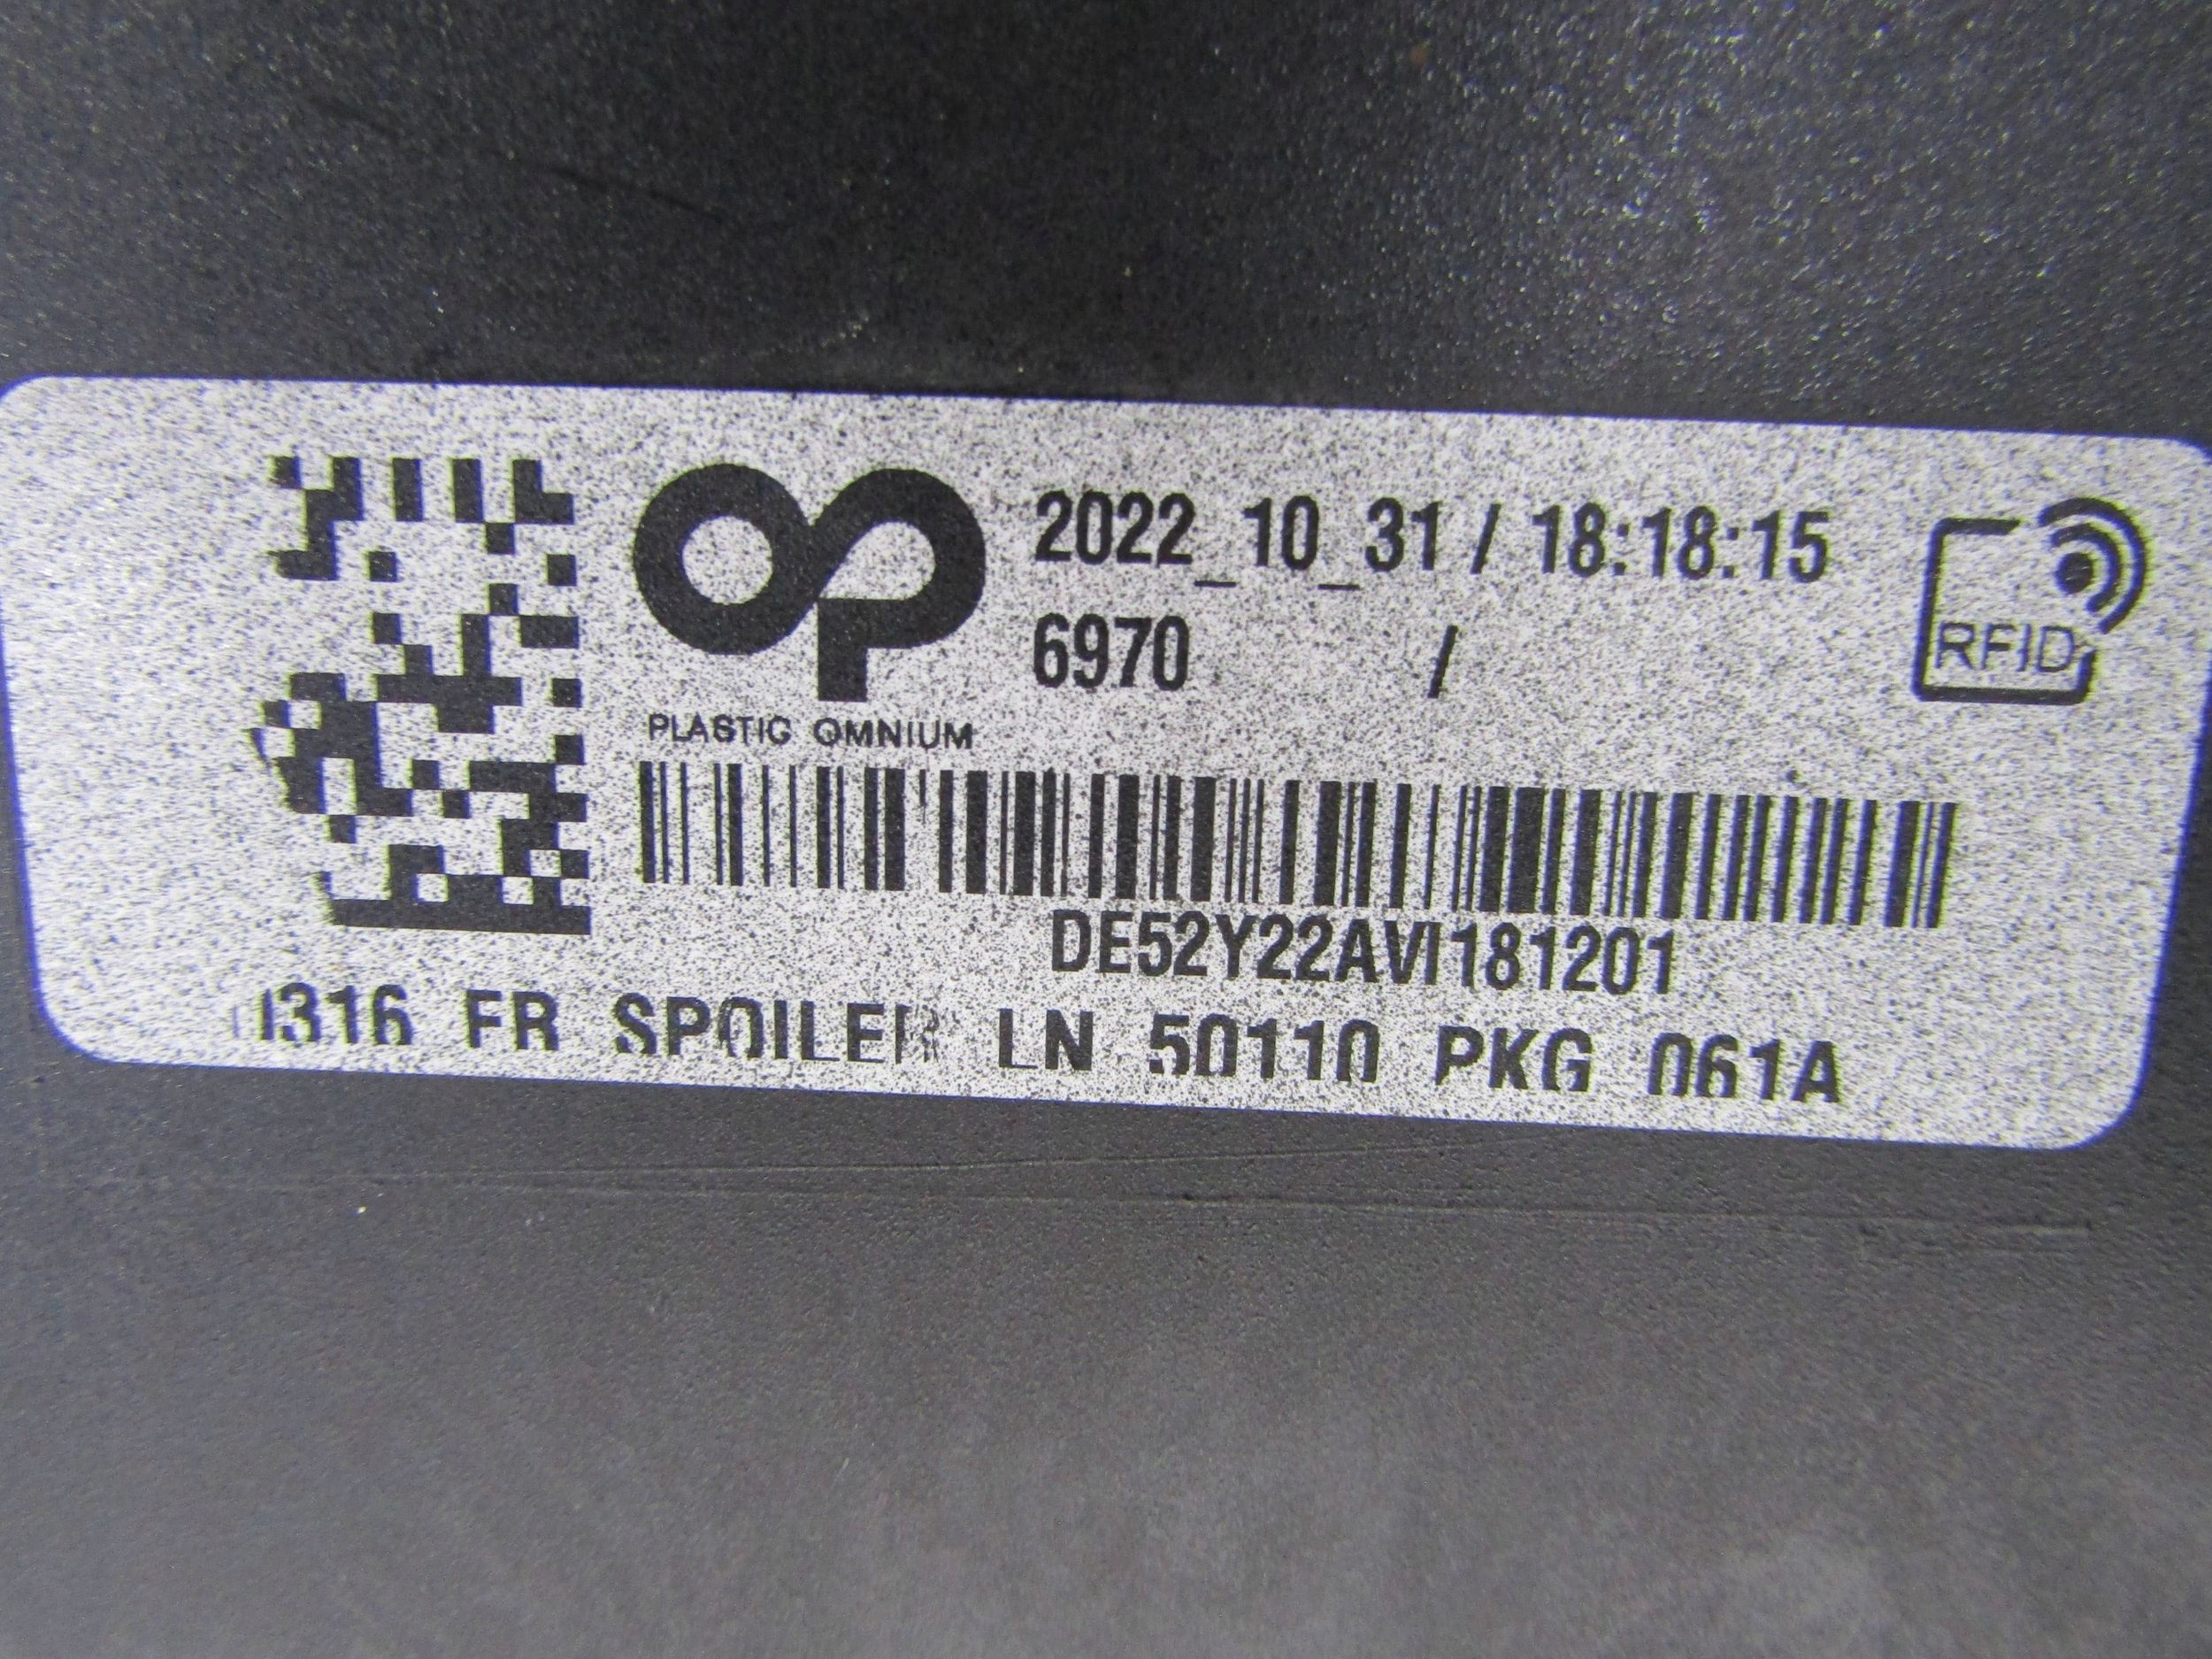 2022_10_31 / 18:18:15
6970 /
RFID
PLASTIC OMNIUM
DE52Y22AVI181201
FR SPOILER LN 50110 PKG 061A